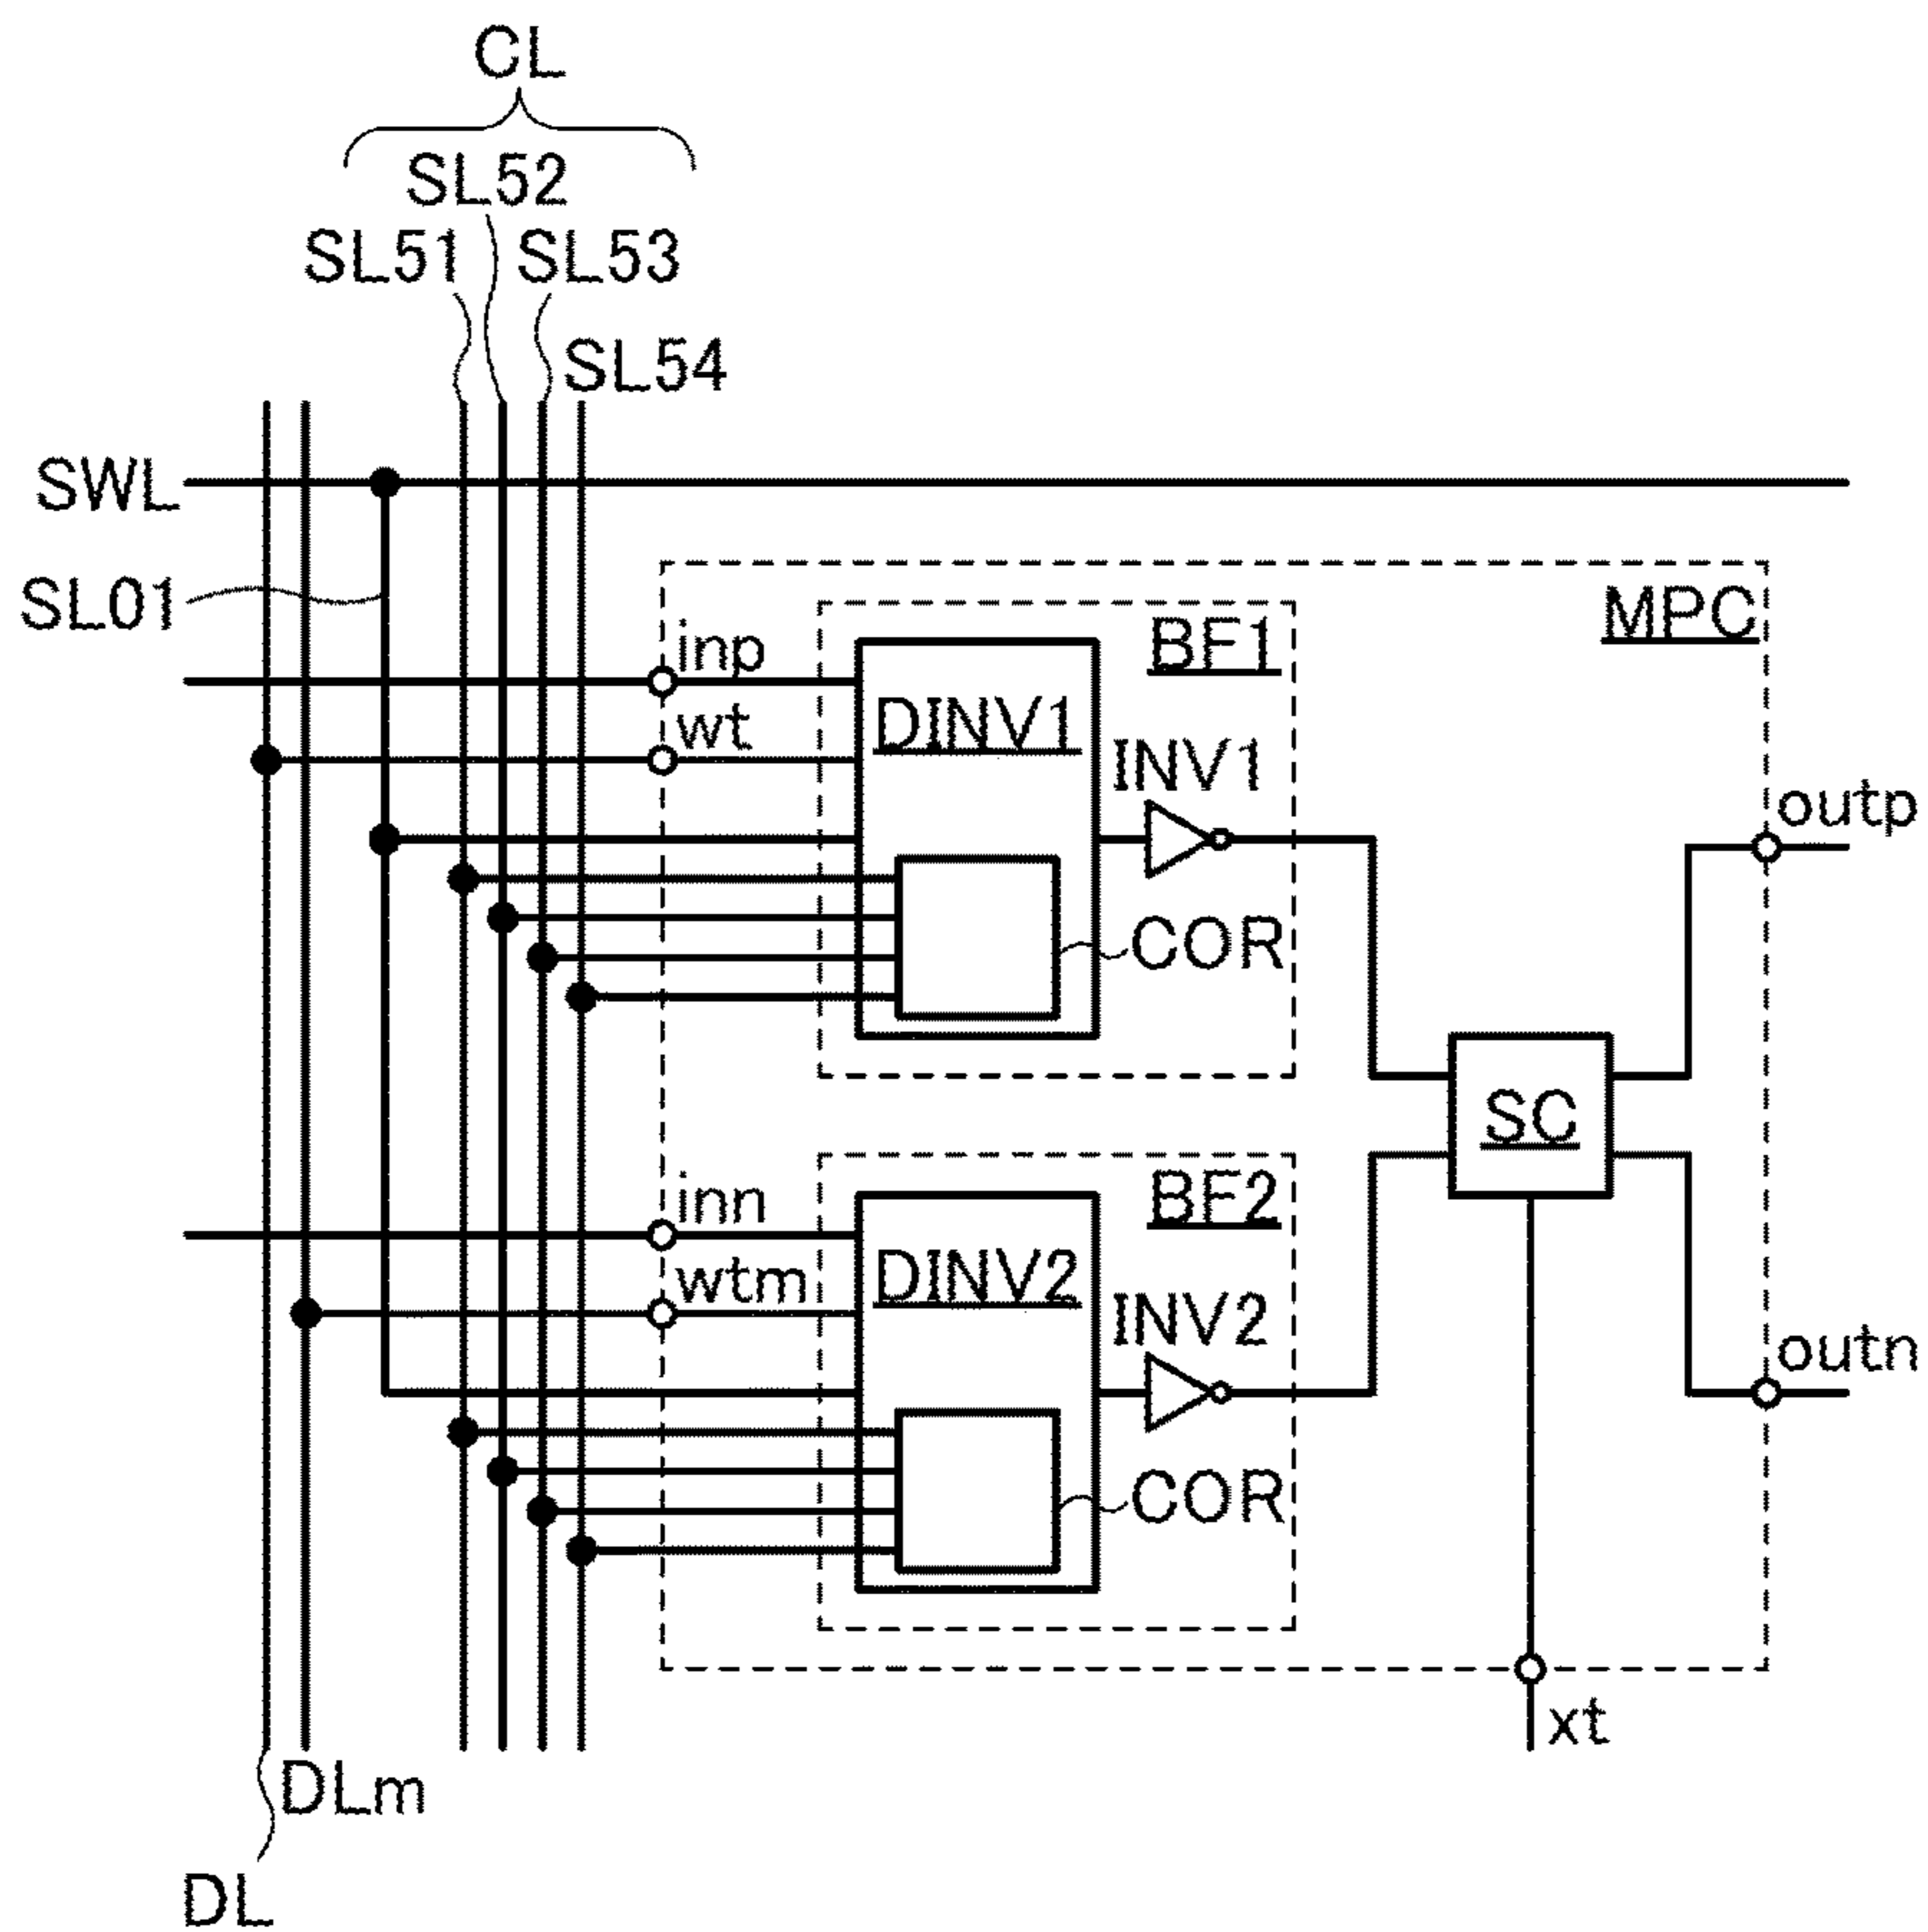 CL
SL52
SL51
SL53
SL54
SWL
SL01
MPC
inp
BF1
wt
DINV1
INV1
outp
COR
SC
inn
BF2
wtm
DINV2
INV2
outn
COR
xt
DLm
DL